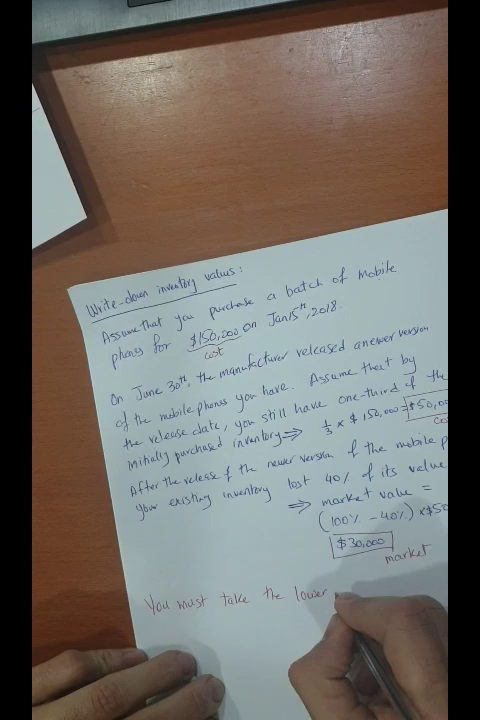 Write-down inventory values:
Assume that you purchase a batch of mobile
phones for $150,000 on Jan 15th, 2018.
cost
On June 30th, the manufacturer released a newer version
of the mobile phones you have. Assume that by
the release date, you still have one-third of the
initially purchased inventory ⇒ 1/3 × $150,000 = $50,00
cos
After the release of the newer version of the mobile p
your existing inventory lost 40% of its value
⇒ market value =
(100% - 40%) × $50
$30,000
market
You must take the lower